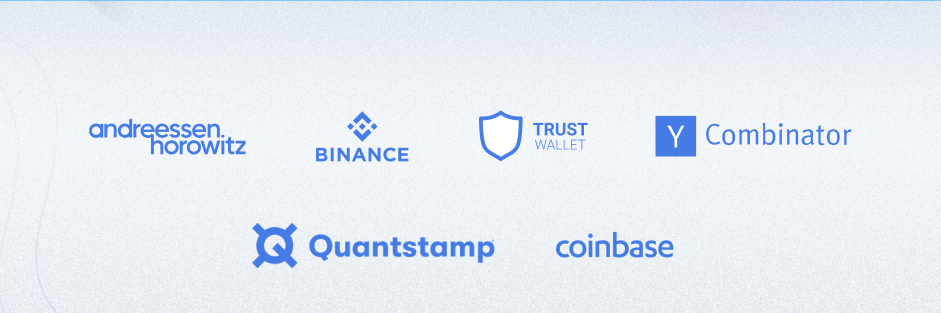 andreessen.
horowitz
BINANCE
TRUST
WALLET
Y Combinator
Quantstamp
coinbase